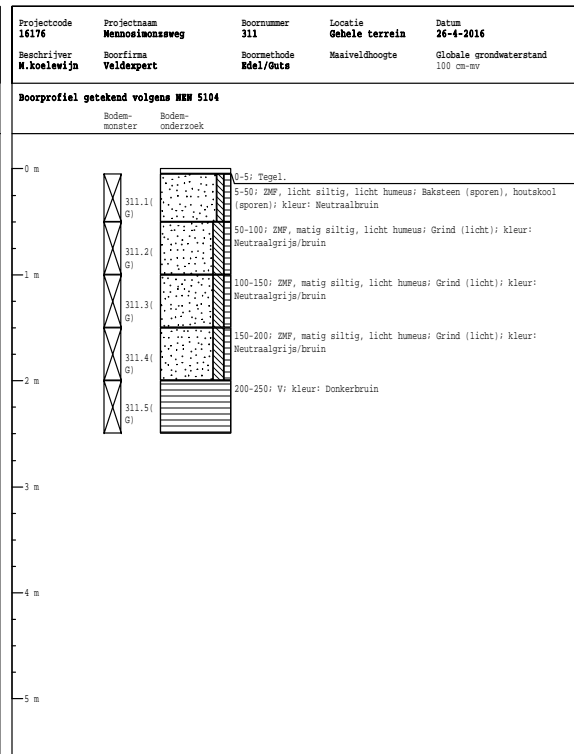 Projectcode Projectnaam Boornummer Locatie Datum
16176 Mennosimonzsweg 311 Gehele terrein 26-4-2016
Beschrijver Boorfirma Boormethode Maaiveldhoogte Globale grondwaterstand
M.koelewijn Veldexpert Edel/Guts 100 cm-mv
Boorprofiel getekend volgens NEN 5104
Bodem- Bodem-
monster onderzoek
0 m
0-5; Tegel.
5-50; ZMF, licht siltig, licht humeus; Baksteen (sporen), houtskool
(sporen); kleur: Neutraalbruin
311.1(
G)
50-100; ZMF, matig siltig, licht humeus; Grind (licht); kleur:
Neutraalgrijs/bruin
311.2(
G)
1 m
100-150; ZMF, matig siltig, licht humeus; Grind (licht); kleur:
Neutraalgrijs/bruin
311.3(
G)
150-200; ZMF, matig siltig, licht humeus; Grind (licht); kleur:
Neutraalgrijs/bruin
311.4(
G)
2 m
200-250; V; kleur: Donkerbruin
311.5(
G)
3 m
4 m
5 m